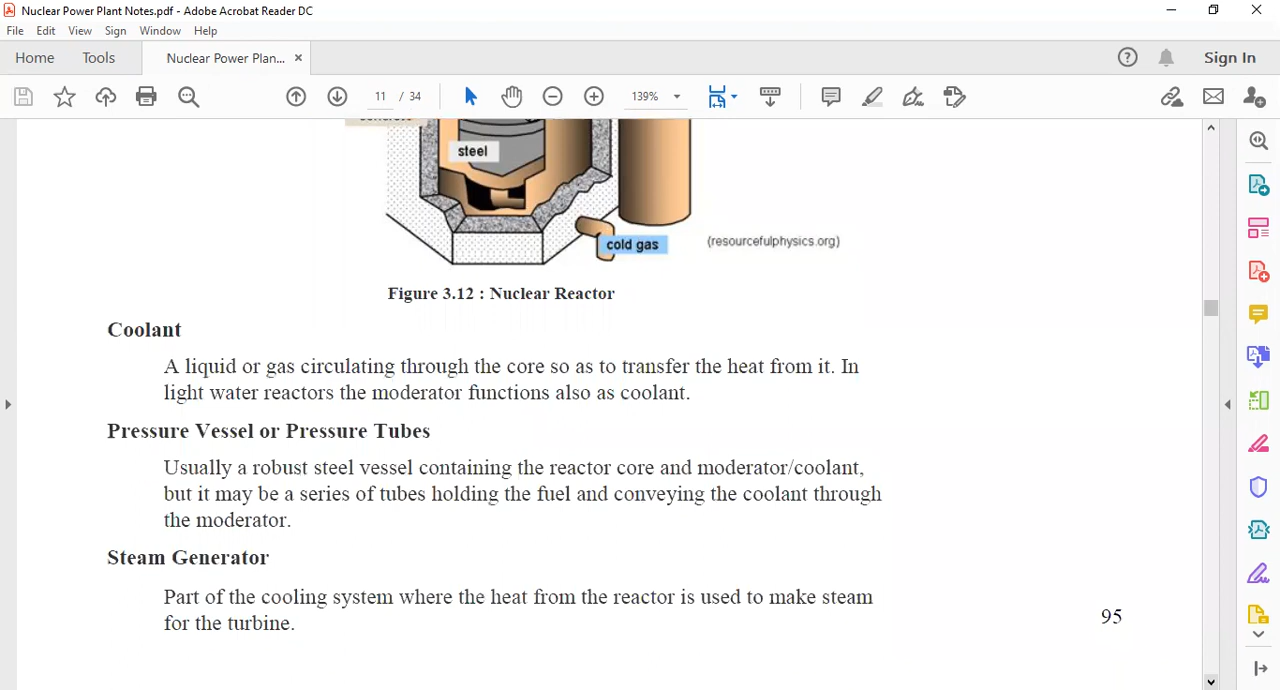 Nuclear Power Plant Notes.pdf - Adobe Acrobat Reader DC
File Edit View Sign Window Help
Home Tools Nuclear Power Plan... × Sign In
11 / 34 139%
concrete
steel
cold gas
(resourcefulphysics.org)
Figure 3.12 : Nuclear Reactor
Coolant
A liquid or gas circulating through the core so as to transfer the heat from it. In
light water reactors the moderator functions also as coolant.
Pressure Vessel or Pressure Tubes
Usually a robust steel vessel containing the reactor core and moderator/coolant,
but it may be a series of tubes holding the fuel and conveying the coolant through
the moderator.
Steam Generator
Part of the cooling system where the heat from the reactor is used to make steam
for the turbine.
95